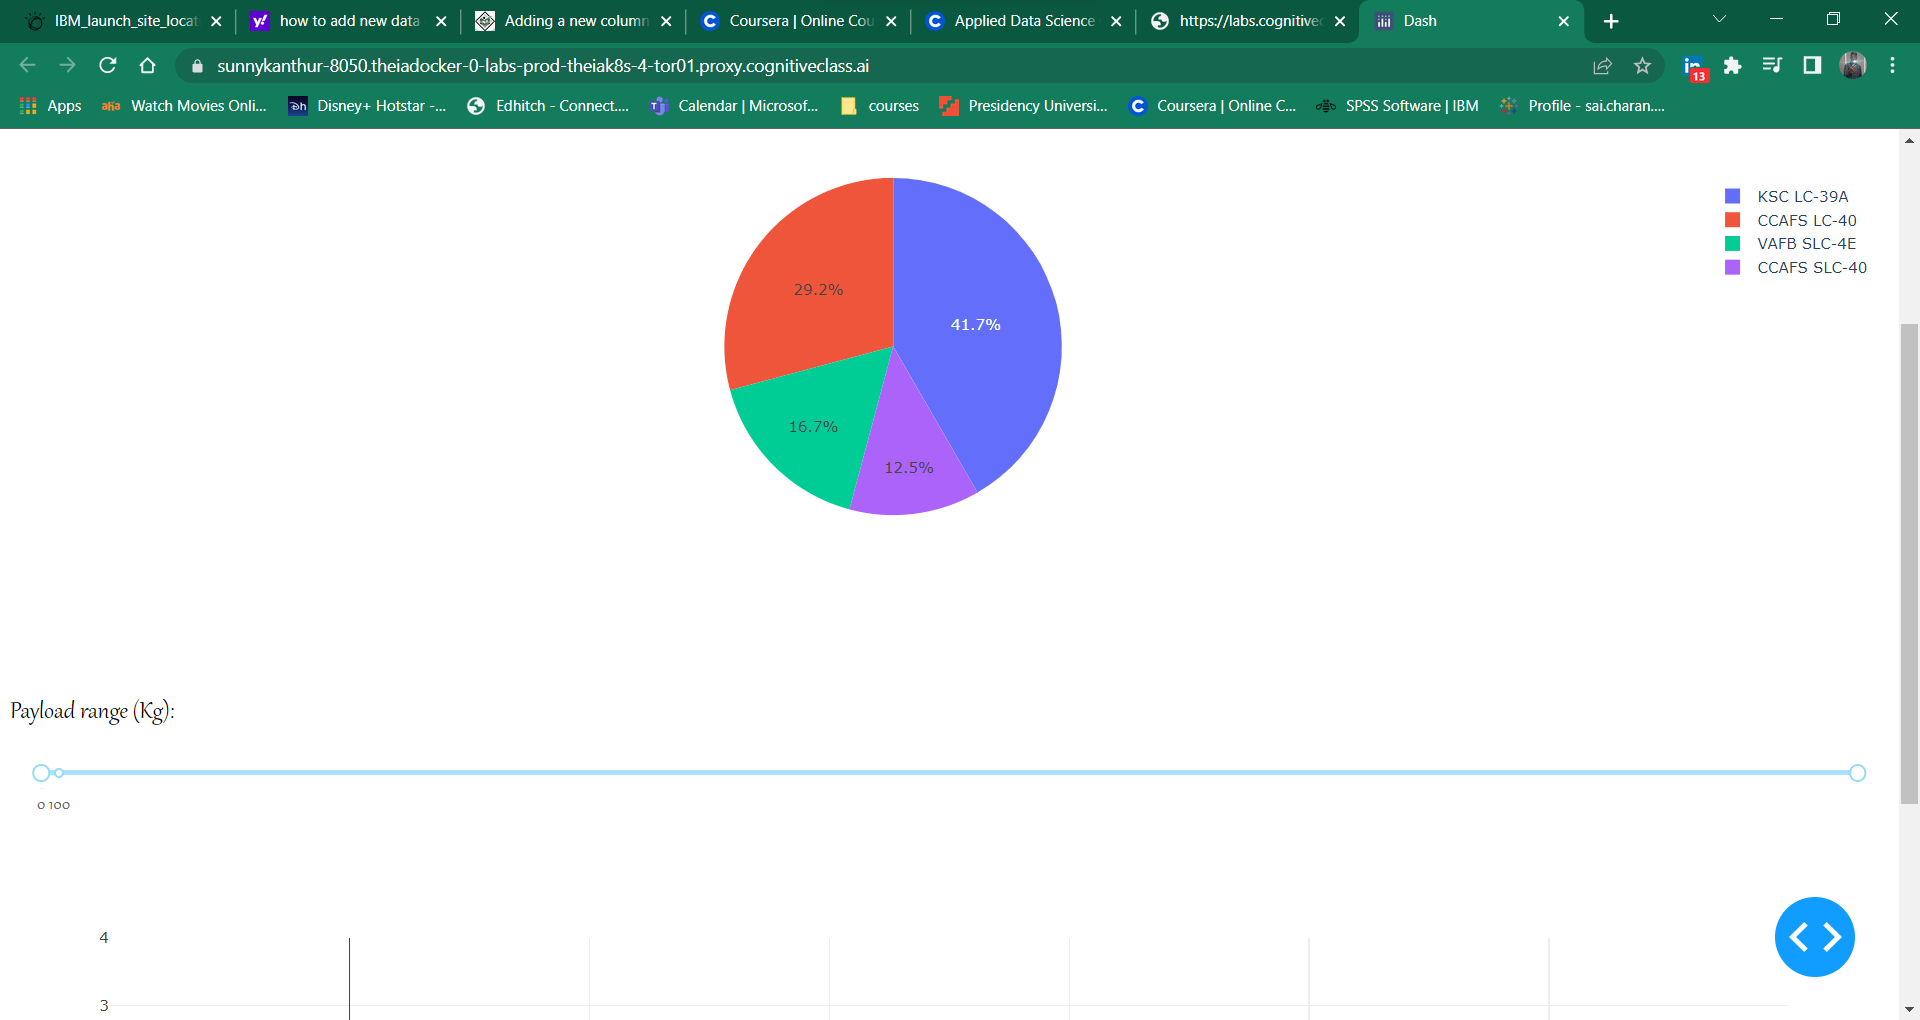 IBM_launch_site_locat
how to add new data
Adding a new column
Coursera | Online Cou
Applied Data Science
https://labs.cognitivec
Dash
sunnykanthur-8050.theiadocker-0-labs-prod-theiak8s-4-tor01.proxy.cognitiveclass.ai
13
Apps
Watch Movies Onli...
Disney+ Hotstar -...
Edhitch - Connect....
Calendar | Microsof...
courses
Presidency Universi...
Coursera | Online C...
SPSS Software | IBM
Profile - sai.charan....
KSC LC-39A
CCAFS LC-40
VAFB SLC-4E
CCAFS SLC-40
29.2%
41.7%
16.7%
12.5%
Payload range (Kg):
0 100
4
3